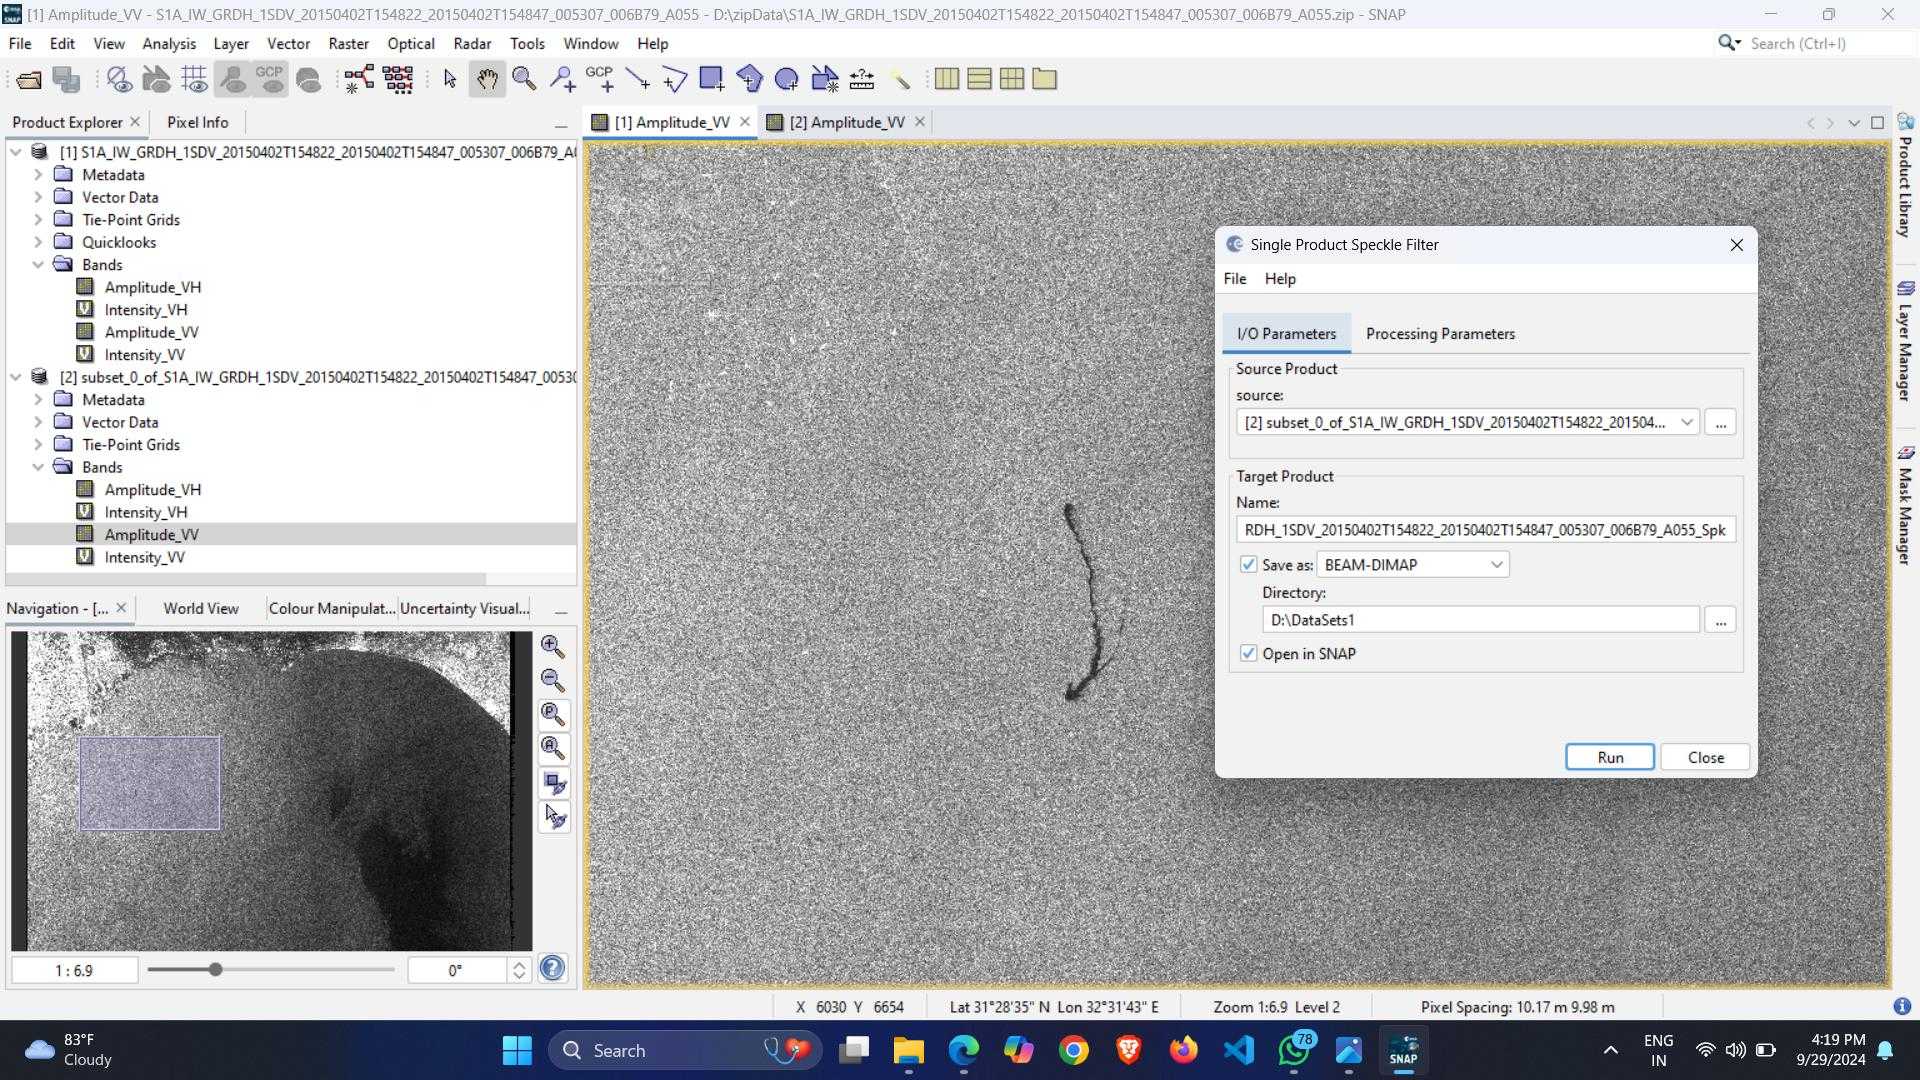 [1] Amplitude_VV - S1A_IW_GRDH_1SDV_20150402T154822_20150402T154847_005307_006B79_A055 - D:\zipData\S1A_IW_GRDH_1SDV_20150402T154822_20150402T154847_005307_006B79_A055.zip - SNAP
File Edit View Analysis Layer Vector Raster Optical Radar Tools Window Help
Search (Ctrl+I)
GCP GCP
Product Explorer Pixel Info
[1] Amplitude_VV [2] Amplitude_VV
[1] S1A_IW_GRDH_1SDV_20150402T154822_20150402T154847_005307_006B79_A(
Metadata
Vector Data
Tie-Point Grids
Quicklooks
Bands
Amplitude_VH
Intensity_VH
Amplitude_VV
Intensity_VV
[2] subset_0_of_S1A_IW_GRDH_1SDV_20150402T154822_20150402T154847_0053(
Metadata
Vector Data
Tie-Point Grids
Bands
Amplitude_VH
Intensity_VH
Amplitude_VV
Intensity_VV
Navigation - [... World View Colour Manipulat... Uncertainty Visual...
1 : 6.9
0°
Single Product Speckle Filter
File Help
I/O Parameters Processing Parameters
Source Product
source:
[2] subset_0_of_S1A_IW_GRDH_1SDV_20150402T154822_201504...
...
Target Product
Name:
RDH_1SDV_20150402T154822_20150402T154847_005307_006B79_A055_Spk
Save as: BEAM-DIMAP
Directory:
D:\DataSets1
...
Open in SNAP
Run Close
Product Library
Layer Manager
Mask Manager
X 6030 Y 6654 Lat 31°28'35" N Lon 32°31'43" E Zoom 1:6.9 Level 2 Pixel Spacing: 10.17 m 9.98 m
83°F
Cloudy
Search
78
SNAP
ENG
IN
4:19 PM
9/29/2024